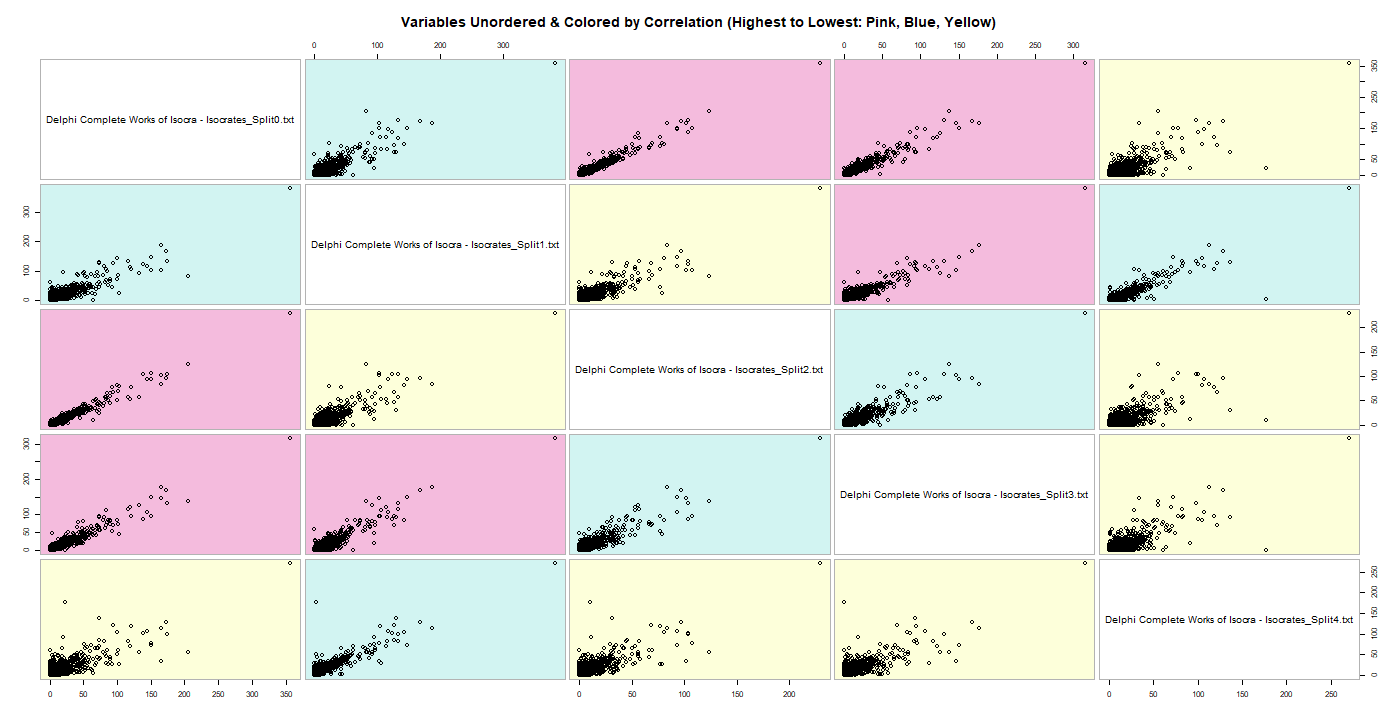 Variables Unordered & Colored by Correlation (Highest to Lowest: Pink, Blue, Yellow)
0 100 200 300
0 50 100 150 200 300
Delphi Complete Works of Isocra - Isocrates_Split0.txt
0 50 150 250 350
0 100 200 300
Delphi Complete Works of Isocra - Isocrates_Split1.txt
Delphi Complete Works of Isocra - Isocrates_Split2.txt
0 50 100 150 200
0 50 100 200 300
Delphi Complete Works of Isocra - Isocrates_Split3.txt
Delphi Complete Works of Isocra - Isocrates_Split4.txt
0 50 100 150 200 250
0 50 100 150 200 250 300 350
0 50 100 150 200
0 50 100 150 200 250